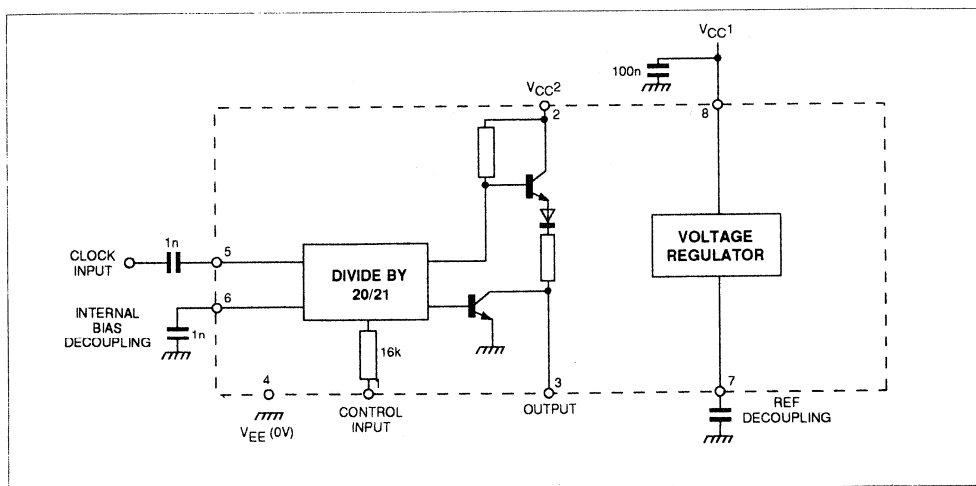 VCC1
100n
VCC2
2
8
1n
CLOCK
INPUT
5
DIVIDE BY
20/21
VOLTAGE
REGULATOR
6
INTERNAL
BIAS
DECOUPLING
1n
16k
4
1
3
7
VEE (0V)
CONTROL
INPUT
OUTPUT
REF
DECOUPLING